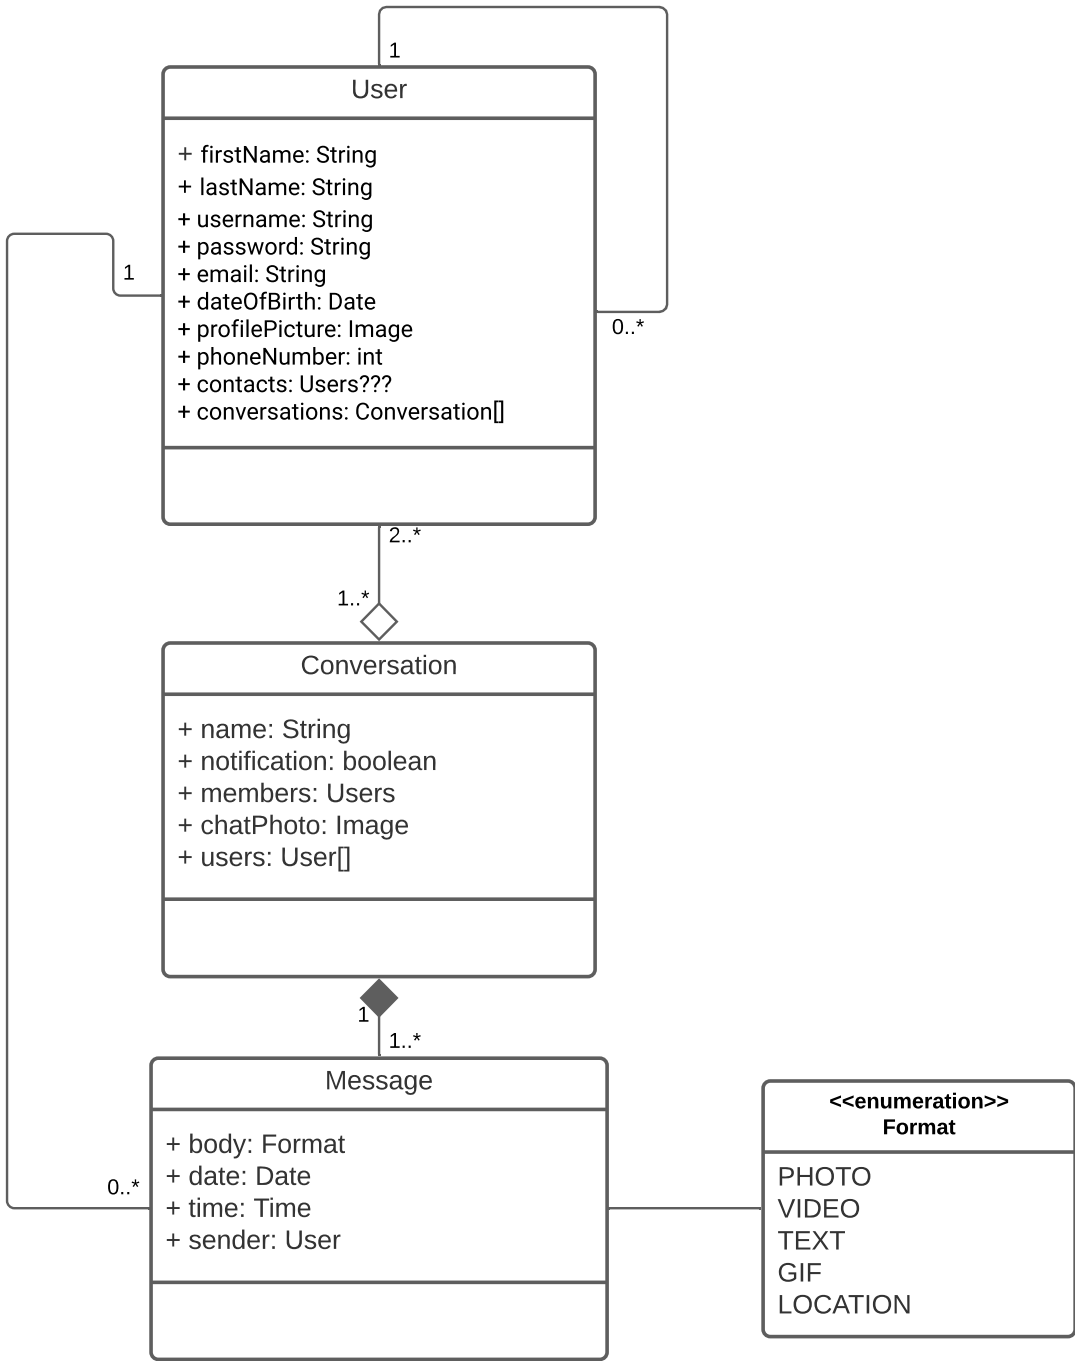 1
User
+ firstName: String
+ lastName: String
+ username: String
+ password: String
+ email: String
+ dateOfBirth: Date
+ profilePicture: Image
+ phoneNumber: int
+ contacts: Users???
+ conversations: Conversation[]
1
0..*
2..*
1..*
Conversation
+ name: String
+ notification: boolean
+ members: Users
+ chatPhoto: Image
+ users: User[]
1
1..*
Message
+ body: Format
+ date: Date
+ time: Time
+ sender: User
0..*
<<enumeration>>
Format
PHOTO
VIDEO
TEXT
GIF
LOCATION